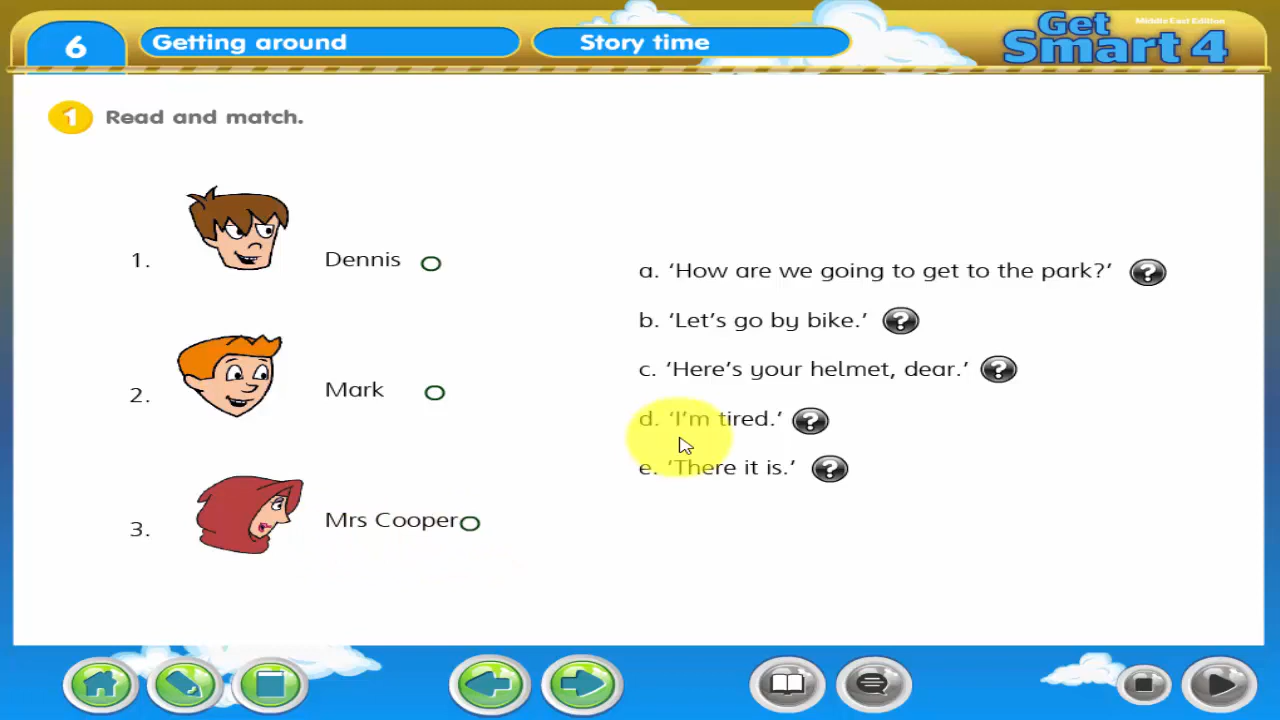 6 Getting around Story time Get Smart 4 Middle East Edition
1 Read and match.
1. Dennis
2. Mark
3. Mrs Cooper
a. ‘How are we going to get to the park?’ ?
b. ‘Let’s go by bike.’ ?
c. ‘Here’s your helmet, dear.’ ?
d. ‘I’m tired.’ ?
e. ‘There it is.’ ?